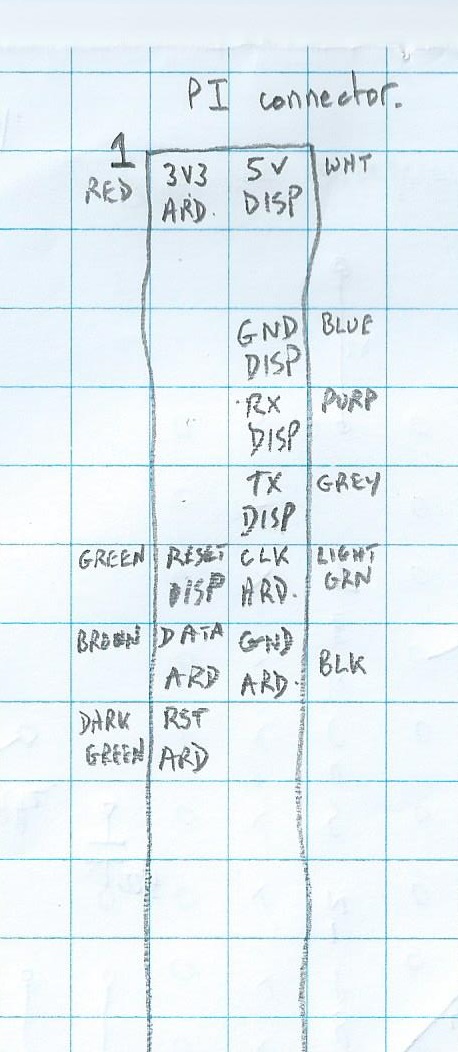 PI connector.
1
RED 3V3 5V WHT
ARD. DISP
GND BLUE
DISP
RX PURP
DISP
TX GREY
DISP
GREEN RESET CLK LIGHT
DISP ARD. GRN
BROWN DATA GND
ARD ARD. BLK
DARK RST
GREEN ARD